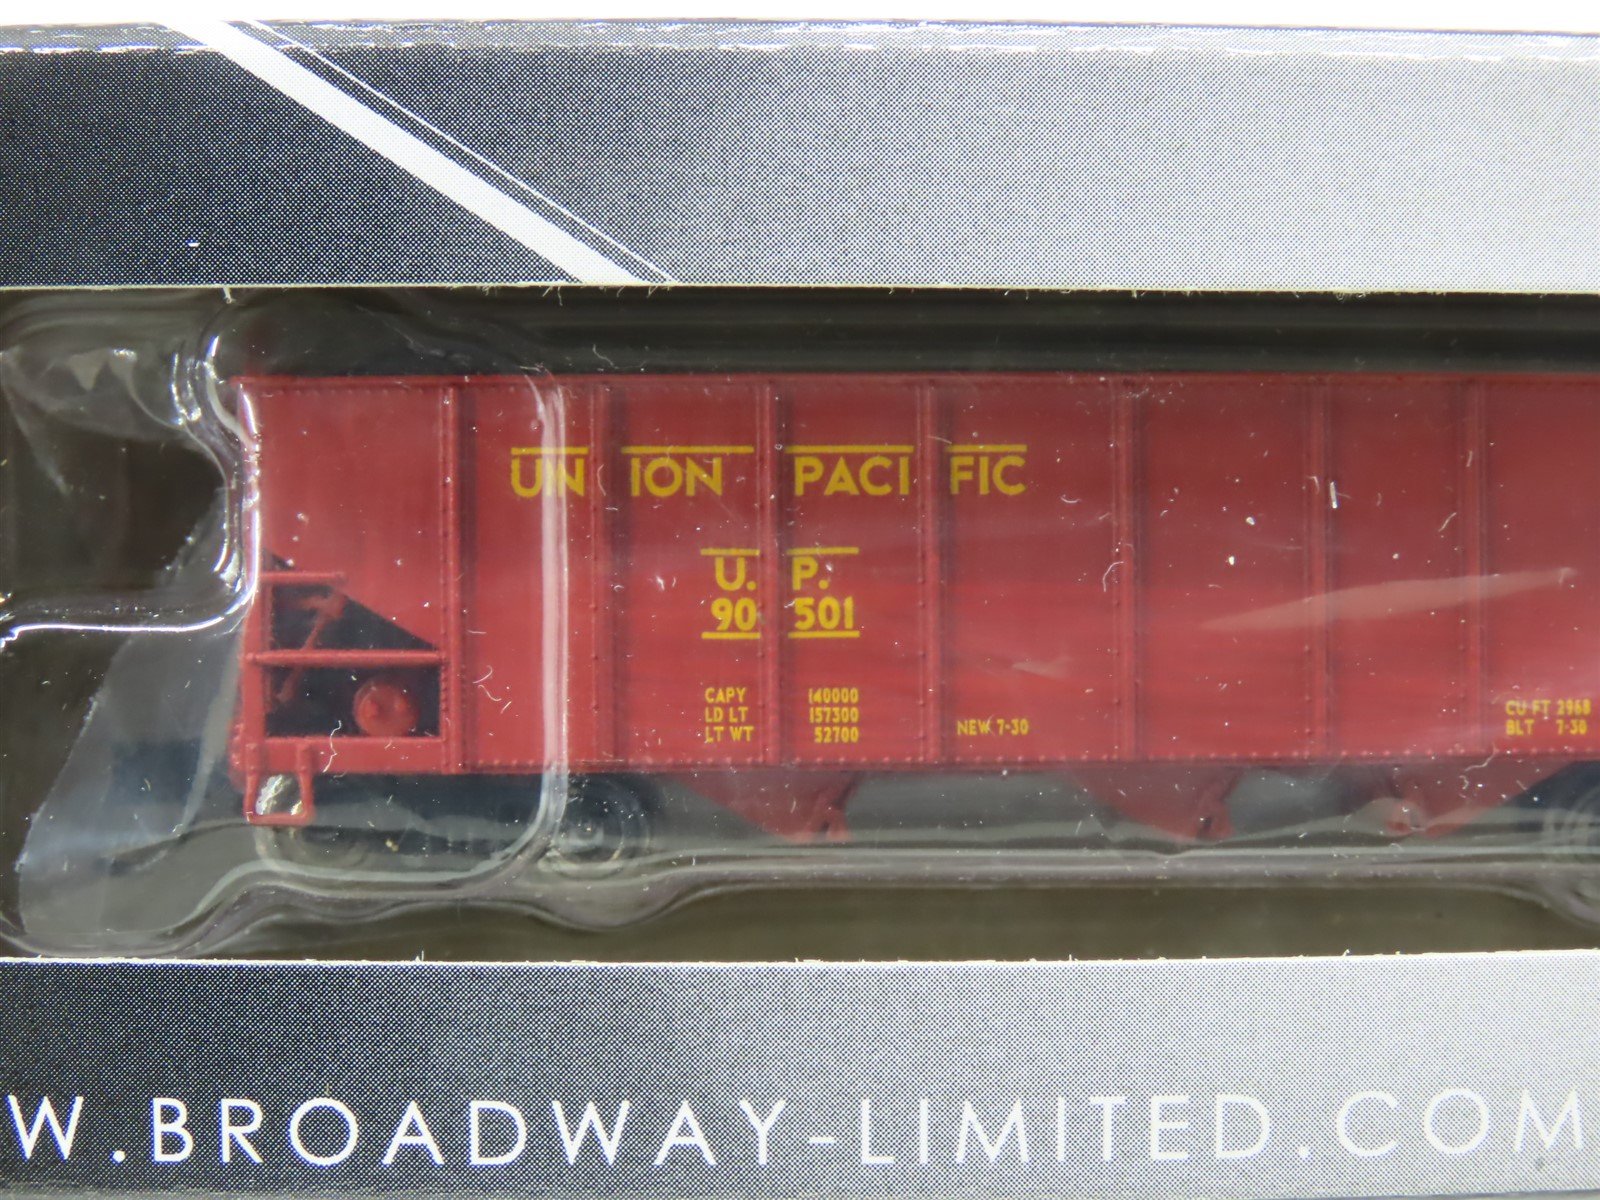 UNION PACIFIC
U. P.
90501
CAPY 140000
LD LT 157300
LT WT 52700
NEW 7-30
CU FT 2968
BLT 7-30
W.BROADWAY-LIMITED.COM